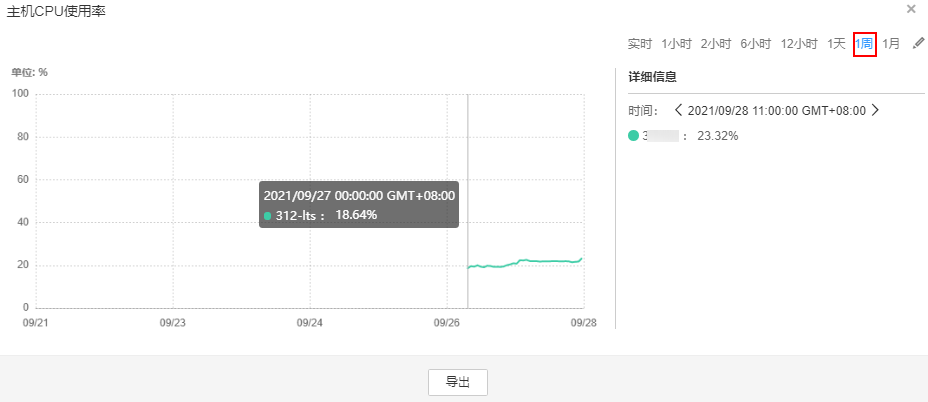 主机CPU使用率
实时 1小时 2小时 6小时 12小时 1天 1周 1月
单位: %
100
80
60
40
20
0
09/21 09/23 09/24 09/26 09/28
2021/09/27 00:00:00 GMT+08:00
312-lts： 18.64%
详细信息
时间： 2021/09/28 11:00:00 GMT+08:00
3 ： 23.32%
导出